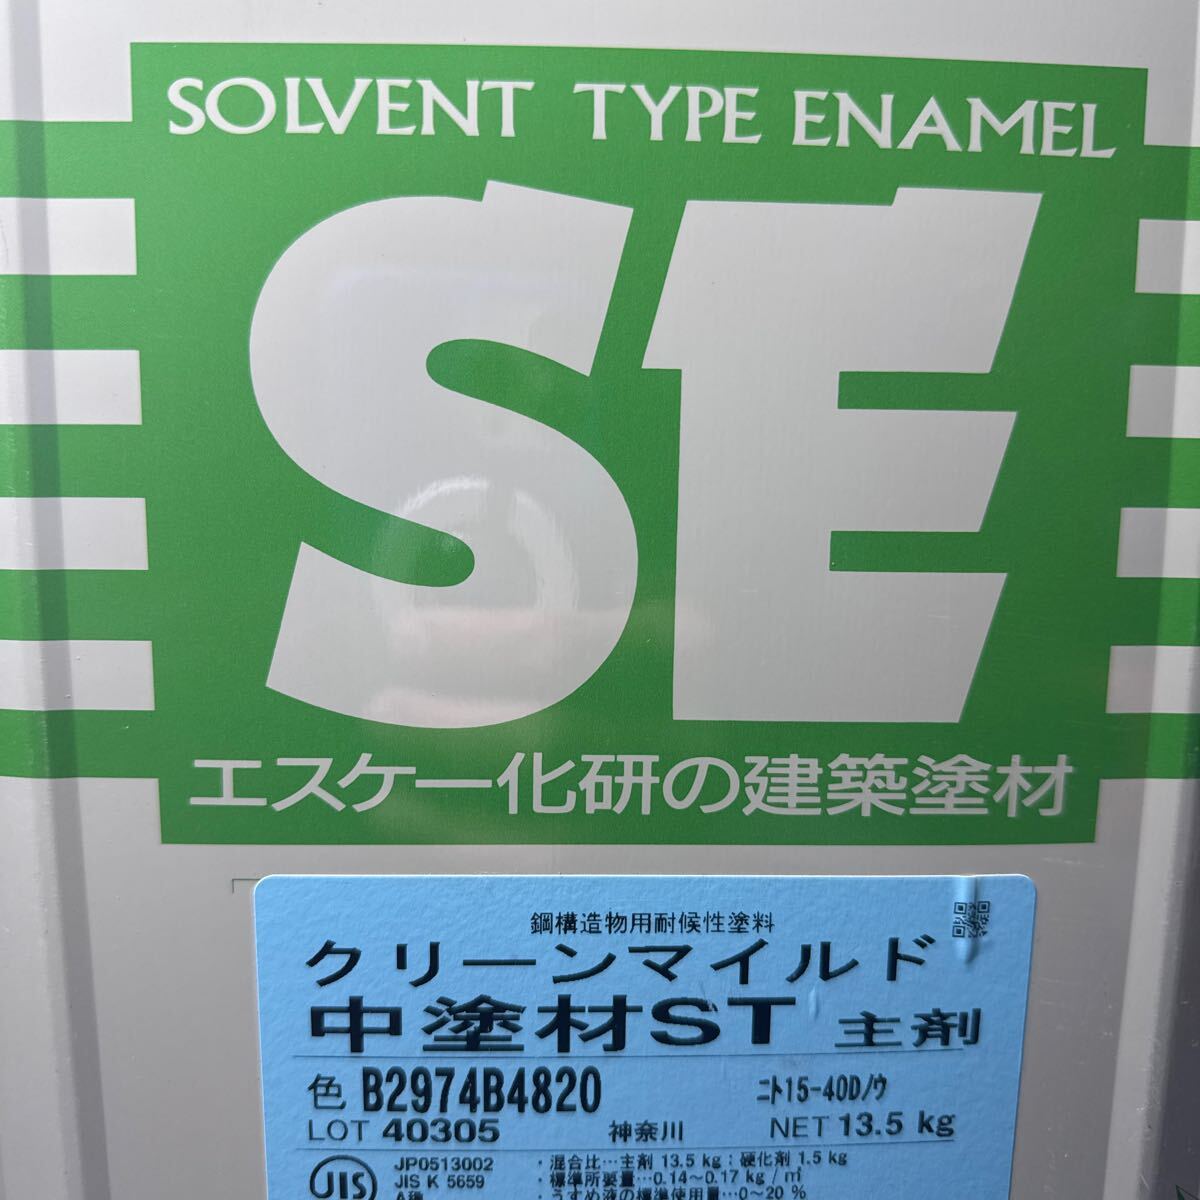 SOLVENT TYPE ENAMEL
SE
エスケー化研の建築塗材
鋼構造物用耐候性塗料
クリーンマイルド
中塗材ST 主剤
色 B2974B4820 ﾆﾄ15-40D/ｳ
LOT 40305 神奈川 NET 13.5 kg
JIS
JP0513002
JIS K 5659
A種
・混合比…主剤 13.5 kg：硬化剤 1.5 kg
・標準所要量…0.14～0.17 kg/㎡
・うすめ液の標準使用量…0～20 %